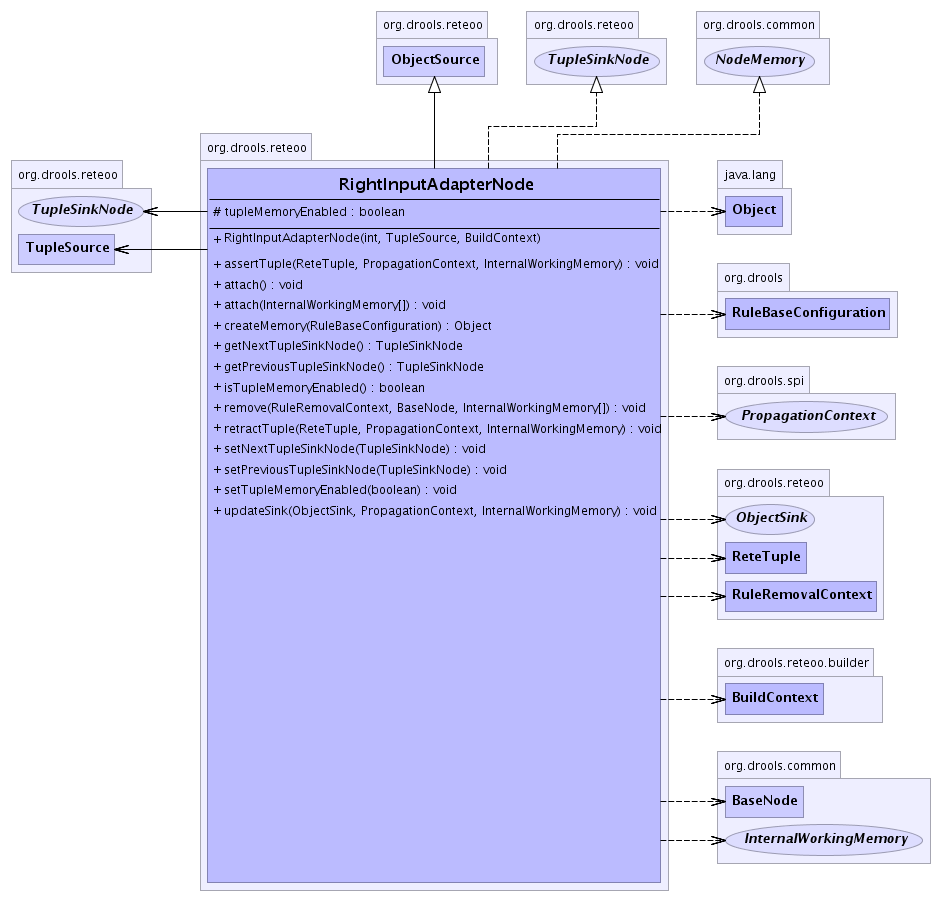 org.drools.reteoo
ObjectSource
org.drools.reteoo
TupleSinkNode
org.drools.common
NodeMemory
org.drools.reteoo
TupleSinkNode
TupleSource
org.drools.reteoo
RightInputAdapterNode
# tupleMemoryEnabled : boolean
+ RightInputAdapterNode(int, TupleSource, BuildContext)
+ assertTuple(ReteTuple, PropagationContext, InternalWorkingMemory) : void
+ attach() : void
+ attach(InternalWorkingMemory[]) : void
+ createMemory(RuleBaseConfiguration) : Object
+ getNextTupleSinkNode() : TupleSinkNode
+ getPreviousTupleSinkNode() : TupleSinkNode
+ isTupleMemoryEnabled() : boolean
+ remove(RuleRemovalContext, BaseNode, InternalWorkingMemory[]) : void
+ retractTuple(ReteTuple, PropagationContext, InternalWorkingMemory) : void
+ setNextTupleSinkNode(TupleSinkNode) : void
+ setPreviousTupleSinkNode(TupleSinkNode) : void
+ setTupleMemoryEnabled(boolean) : void
+ updateSink(ObjectSink, PropagationContext, InternalWorkingMemory) : void
java.lang
Object
org.drools
RuleBaseConfiguration
org.drools.spi
PropagationContext
org.drools.reteoo
ObjectSink
ReteTuple
RuleRemovalContext
org.drools.reteoo.builder
BuildContext
org.drools.common
BaseNode
InternalWorkingMemory